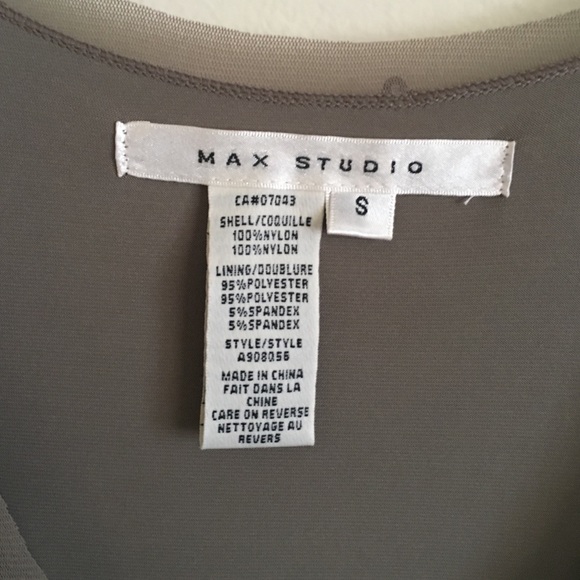 MAX STUDIO
S
CA#07043
SHELL/COQUILLE
100%NYLON
100%NYLON
LINING/DOUBLURE
95%POLYESTER
95%POLYESTER
5%SPANDEX
5%SPANDEX
STYLE/STYLE
A9080S6
MADE IN CHINA
FAIT DANS LA
CHINE
CARE ON REVERSE
NETTOYAGE AU
REVERS